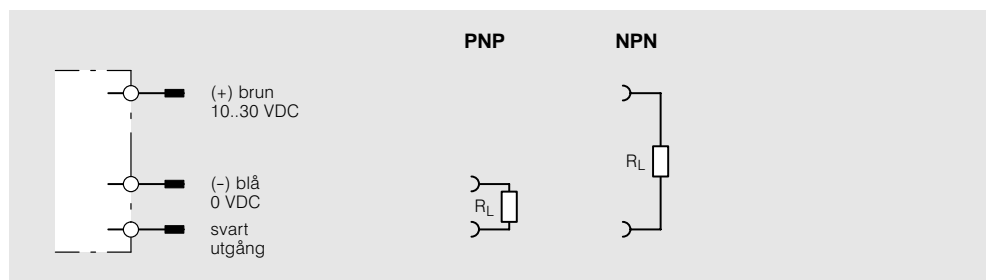 PNP NPN
(+) brun
10..30 VDC
RL
(-) blå
0 VDC
RL
svart
utgång